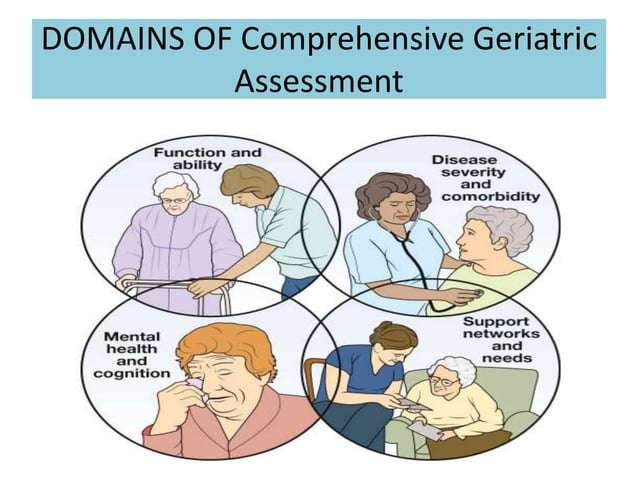 DOMAINS OF Comprehensive Geriatric
Assessment
Function and
ability
Disease
severity
and
comorbidity
Mental
health
and
cognition
Support
networks
and
needs